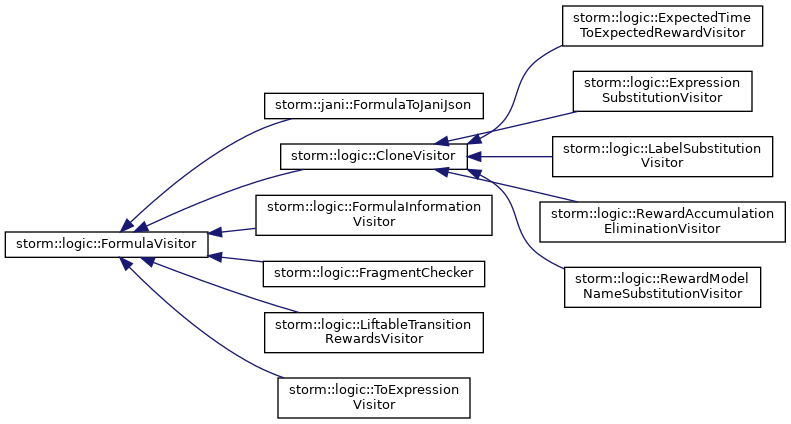 storm::logic::FormulaVisitor
storm::jani::FormulaToJaniJson
storm::logic::CloneVisitor
storm::logic::FormulaInformation
Visitor
storm::logic::FragmentChecker
storm::logic::LiftableTransition
RewardsVisitor
storm::logic::ToExpression
Visitor
storm::logic::ExpectedTime
ToExpectedRewardVisitor
storm::logic::Expression
SubstitutionVisitor
storm::logic::LabelSubstitution
Visitor
storm::logic::RewardAccumulation
EliminationVisitor
storm::logic::RewardModel
NameSubstitutionVisitor